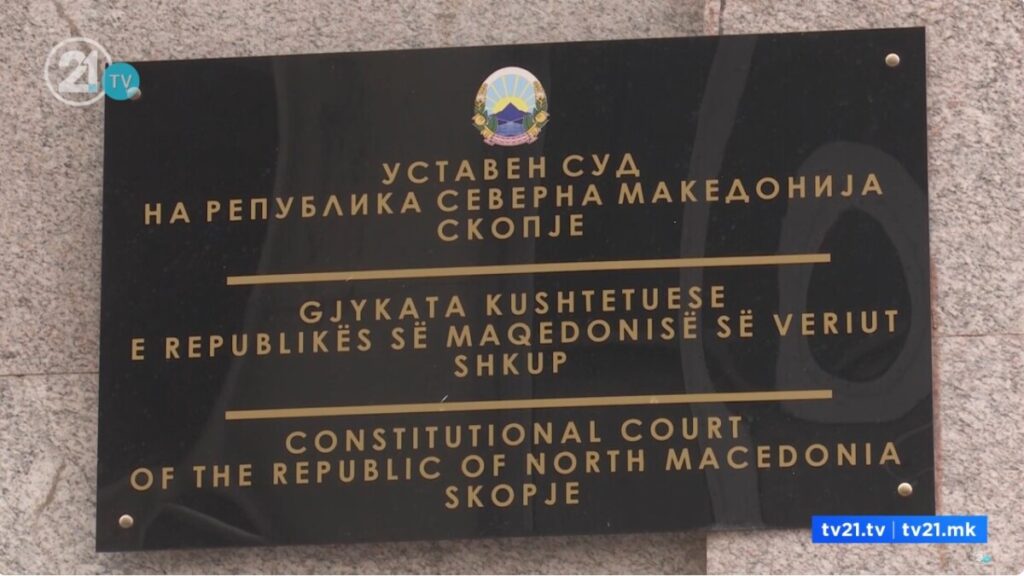 21 TV
УСТАВЕН СУД
НА РЕПУБЛИКА СЕВЕРНА МАКЕДОНИЈА
СКОПЈЕ
GJYKATA KUSHTETUESE
E REPUBLIKËS SË MAQEDONISË SË VERIUT
SHKUP
CONSTITUTIONAL COURT
OF THE REPUBLIC OF NORTH MACEDONIA
SKOPJE
tv21.tv | tv21.mk